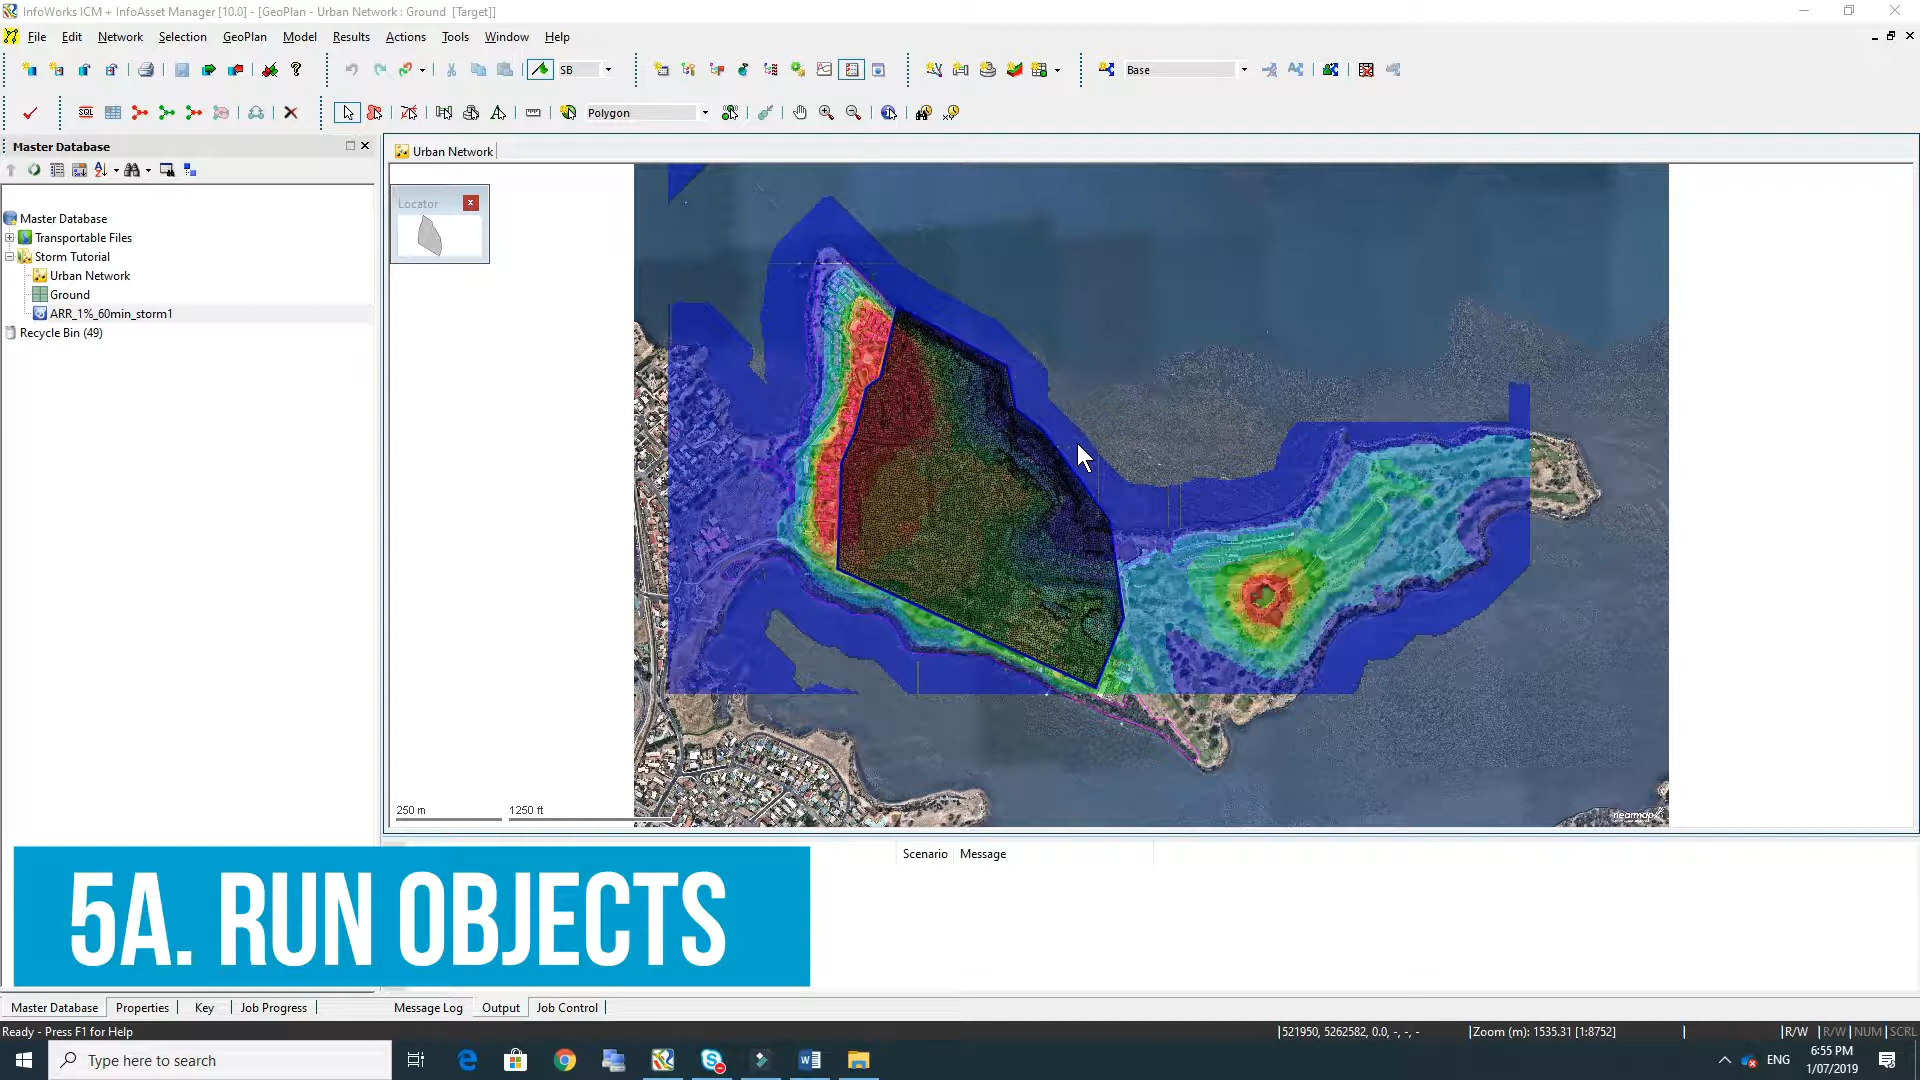 InfoWorks ICM + InfoAsset Manager [10.0] - [GeoPlan - Urban Network : Ground [Target]]
File Edit Network Selection GeoPlan Model Results Actions Tools Window Help
SB
Base
SQL
Polygon
Master Database
Urban Network
Locator
Master Database
Transportable Files
Storm Tutorial
Urban Network
Ground
ARR_1%_60min_storm1
Recycle Bin (49)
250 m 1250 ft
nearmap
Scenario Message
5A. RUN OBJECTS
Master Database Properties Key Job Progress Message Log Output Job Control
Ready - Press F1 for Help
521950, 5262582, 0.0, -, -, - Zoom (m): 1535.31 [1:8752] R/W R/W NUM SCRL
Type here to search
ENG
6:55 PM
1/07/2019